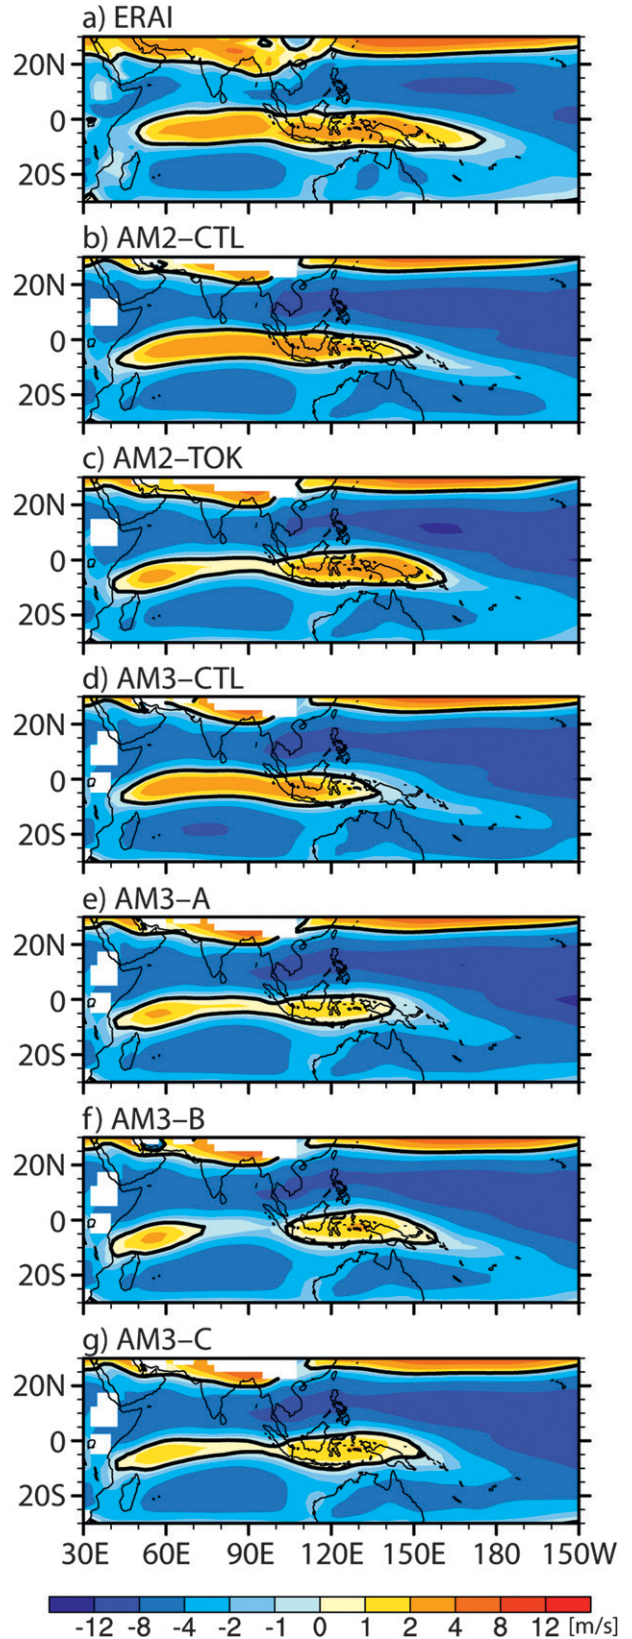 a) ERAI
20N
0
20S
b) AM2–CTL
20N
0
20S
c) AM2–TOK
20N
0
20S
d) AM3–CTL
20N
0
20S
e) AM3–A
20N
0
20S
f) AM3–B
20N
0
20S
g) AM3–C
20N
0
20S
30E 60E 90E 120E 150E 180 150W
-12 -8 -4 -2 -1 0 1 2 4 8 12 [m/s]